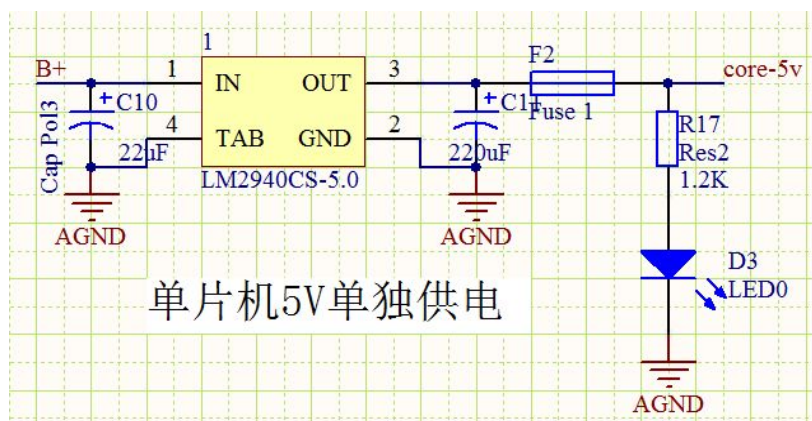 1
B+
1
IN
OUT
3
F2
core-5v
C10
4
TAB
GND
2
C11
Fuse 1
R17
Cap Pol3
22uF
220uF
Res2
LM2940CS-5.0
1.2K
AGND
AGND
D3
LED0
单片机5V单独供电
AGND